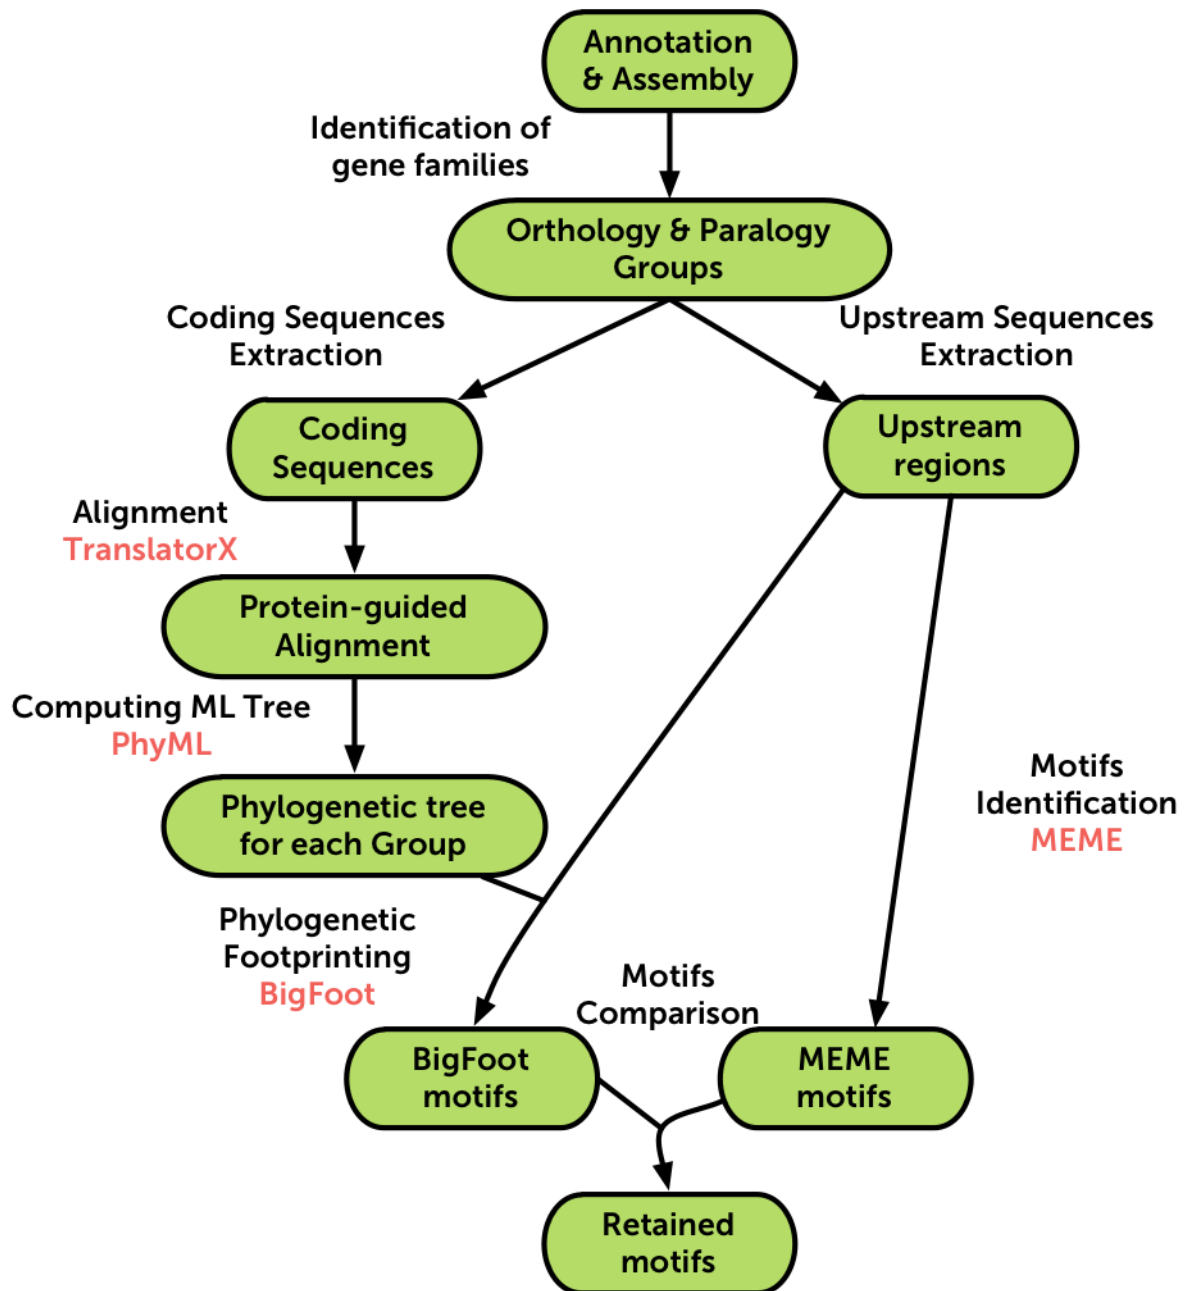 Annotation
& Assembly
Identification of
gene families
Orthology & Paralogy
Groups
Coding Sequences
Extraction
Upstream Sequences
Extraction
Coding
Sequences
Upstream
regions
Alignment
TranslatorX
Protein-guided
Alignment
Computing ML Tree
PhyML
Phylogenetic tree
for each Group
Motifs
Identification
MEME
Phylogenetic
Footprinting
BigFoot
Motifs
Comparison
BigFoot
motifs
MEME
motifs
Retained
motifs